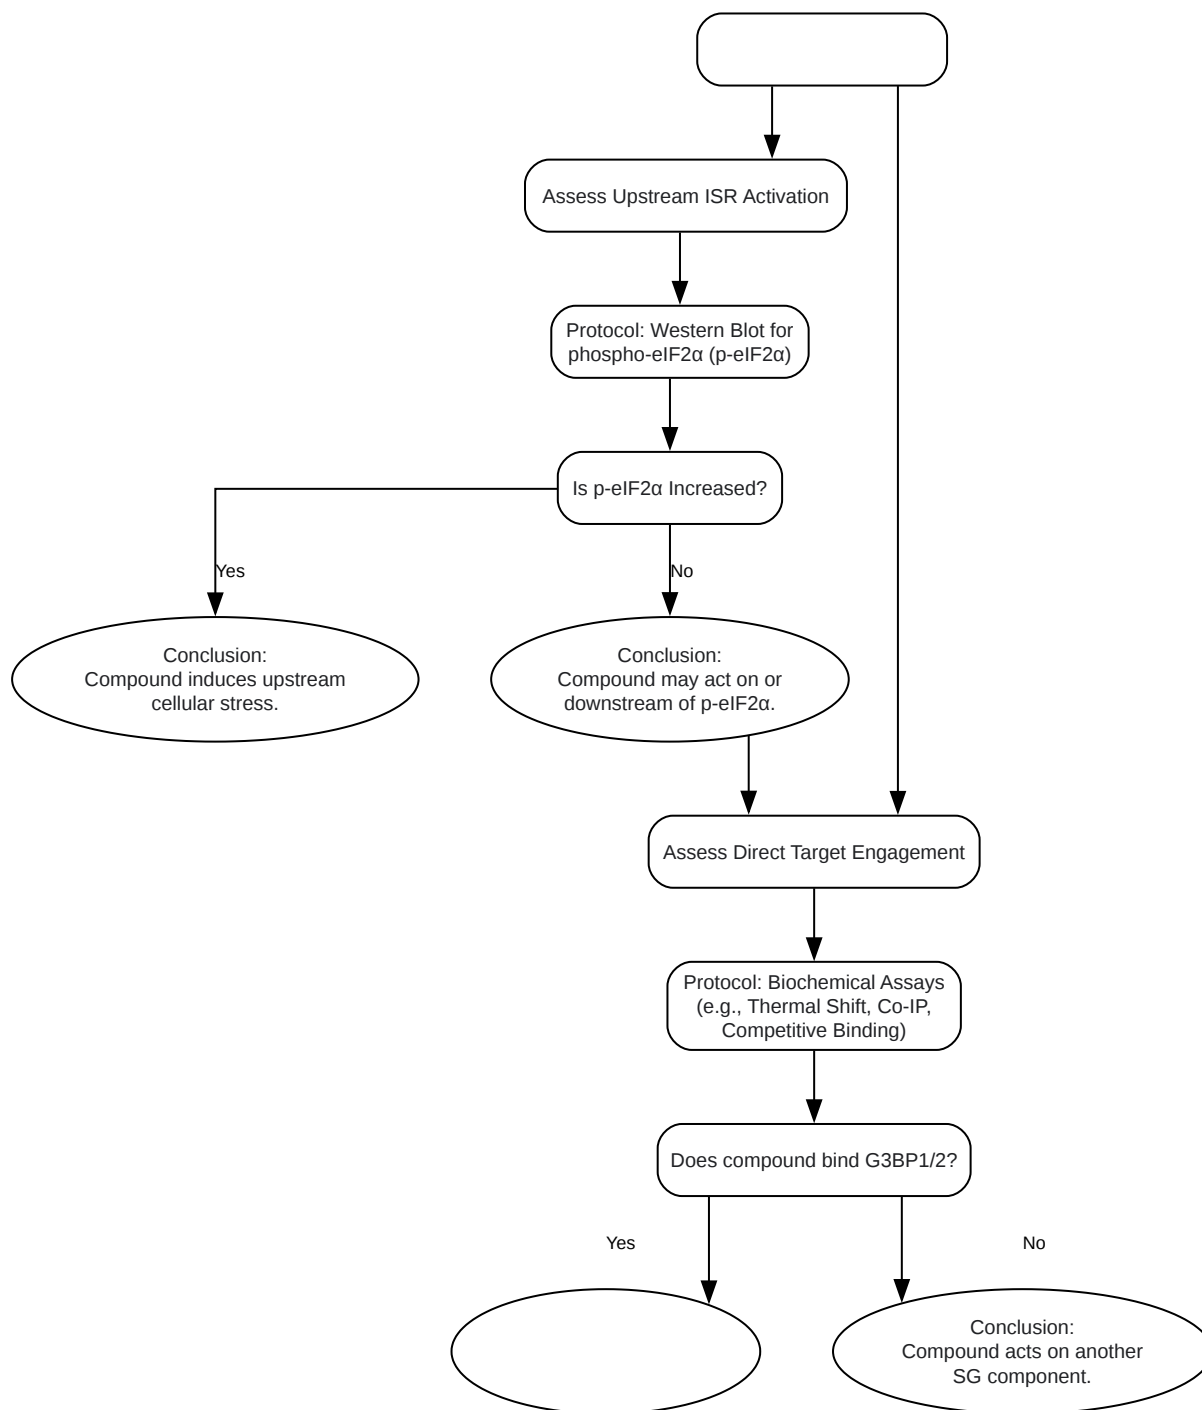 Assess Upstream ISR Activation
Protocol: Western Blot for
phospho-eIF2α (p-eIF2α)
Is p-eIF2α Increased?
Yes
No
Conclusion:
Compound induces upstream
cellular stress.
Conclusion:
Compound may act on or
downstream of p-eIF2α.
Assess Direct Target Engagement
Protocol: Biochemical Assays
(e.g., Thermal Shift, Co-IP,
Competitive Binding)
Does compound bind G3BP1/2?
Yes
No
Conclusion:
Compound acts on another
SG component.